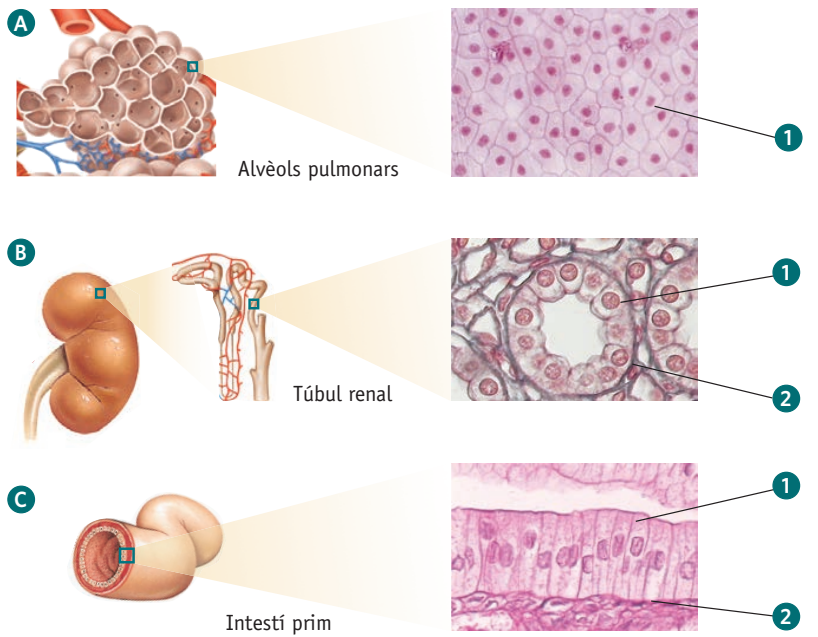 A
1
Alvèols pulmonars
B
1
Túbul renal
2
C
1
2
Intestí prim